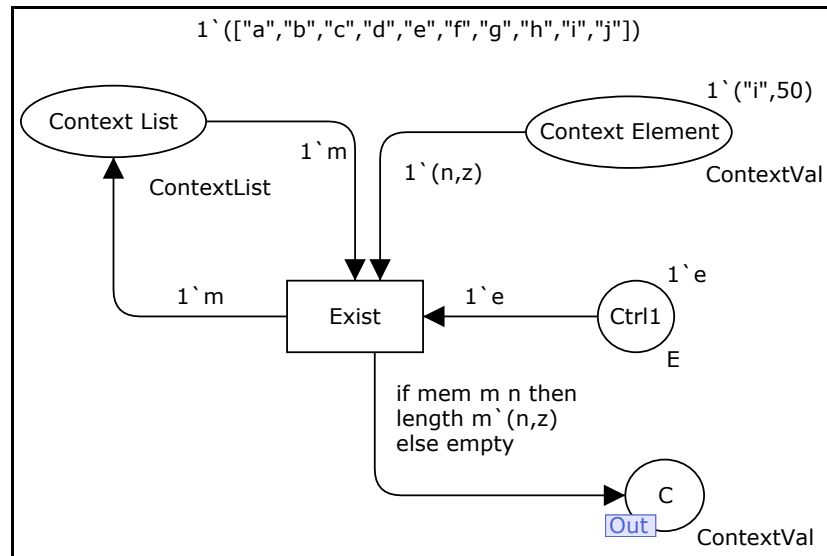 1`(["a","b","c","d","e","f","g","h","i","j"])
Context List
1`m
ContextList
1`("i",50)
Context Element
1`(n,z)
ContextVal
1`m
Exist
1`e
1`e
Ctrl1
E
if mem m n then
length m`(n,z)
else empty
C
Out
ContextVal